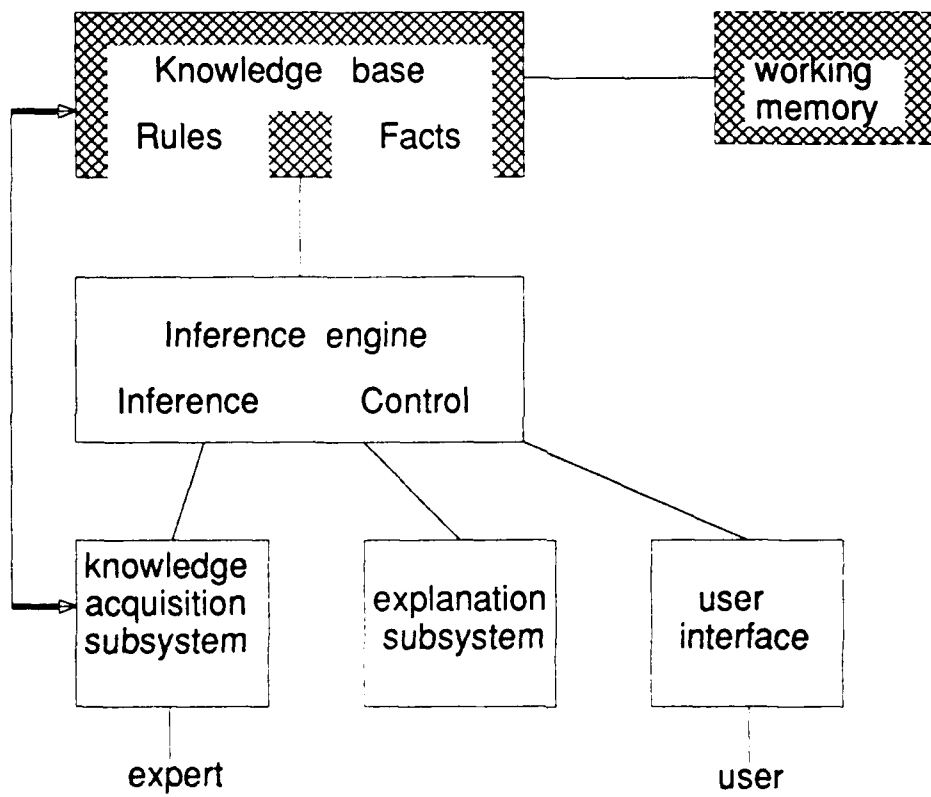 Knowledge base
Rules Facts
working
memory
Inference engine
Inference Control
knowledge
acquisition
subsystem
explanation
subsystem
user
interface
expert
user